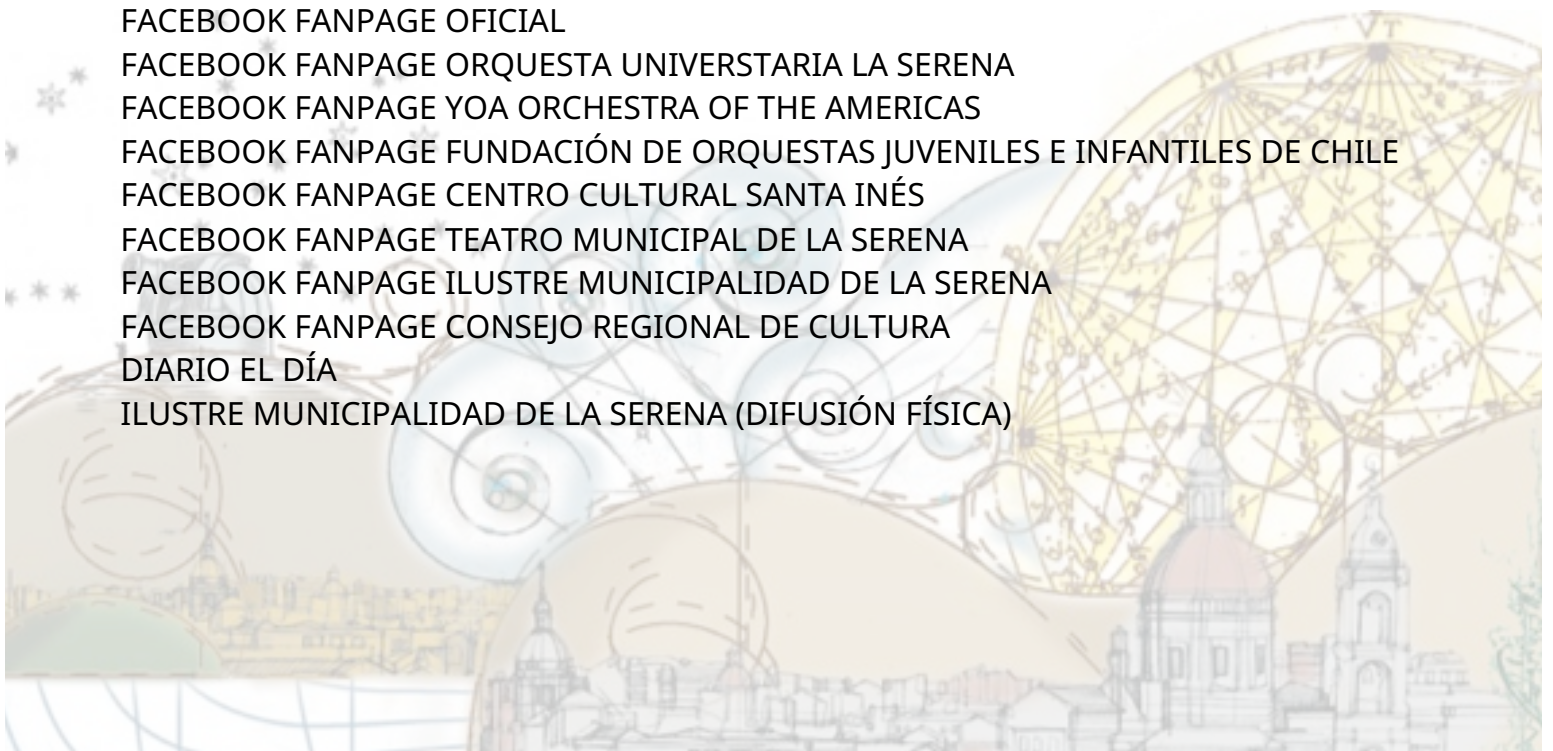 FACEBOOK FANPAGE OFICIAL
FACEBOOK FANPAGE ORQUESTA UNIVERSTARIA LA SERENA
FACEBOOK FANPAGE YOA ORCHESTRA OF THE AMERICAS
FACEBOOK FANPAGE FUNDACIÓN DE ORQUESTAS JUVENILES E INFANTILES DE CHILE
FACEBOOK FANPAGE CENTRO CULTURAL SANTA INÉS
FACEBOOK FANPAGE TEATRO MUNICIPAL DE LA SERENA
FACEBOOK FANPAGE ILUSTRE MUNICIPALIDAD DE LA SERENA
FACEBOOK FANPAGE CONSEJO REGIONAL DE CULTURA
DIARIO EL DÍA
ILUSTRE MUNICIPALIDAD DE LA SERENA (DIFUSIÓN FÍSICA)
VT
MI